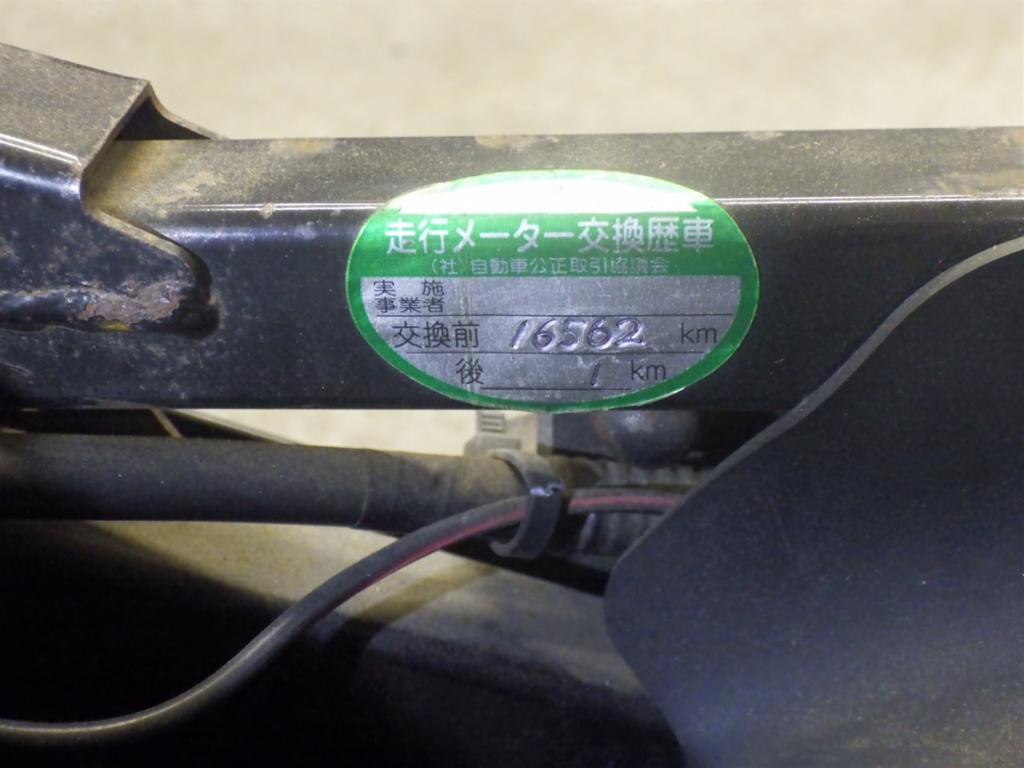 走行メーター交換歴車
(社)自動車公正取引協議会
実施
事業者
交換前 16562 km
後 1 km